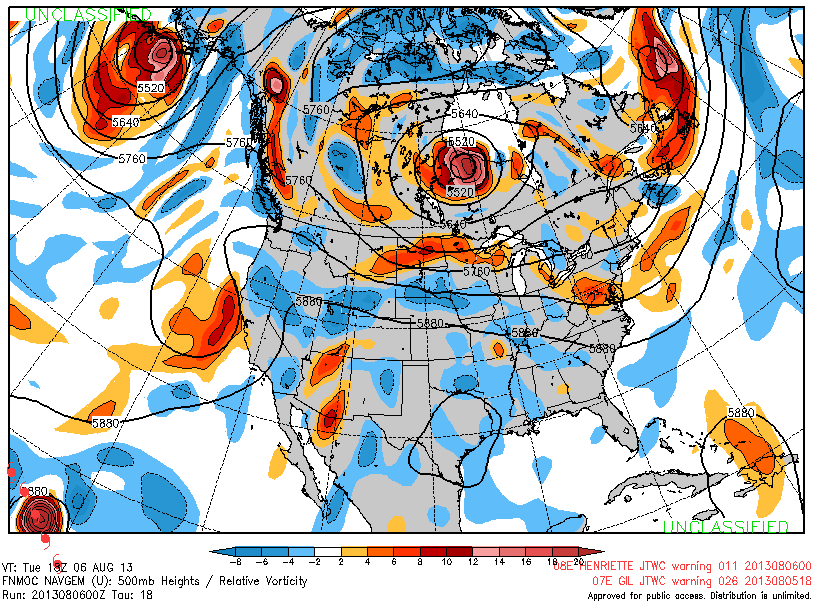 UNCLASSIFIED
5520
5640
5760
5760
5760
5760
5640
5520
5520
5640
5640
5760
5880
5880
5880
5880
5880
5880
UNCLASSIFIED
-8 -6 -4 -2 2 4 6 8 10 12 14 16 18 20
VT: Tue 18Z 06 AUG 13
08E HENRIETTE JTWC warning 011 2013080600
FNMOC NAVGEM (U): 500mb Heights / Relative Vorticity
07E GIL JTWC warning 026 2013080518
Run: 2013080600Z Tau: 18
Approved for public access. Distribution is unlimited.